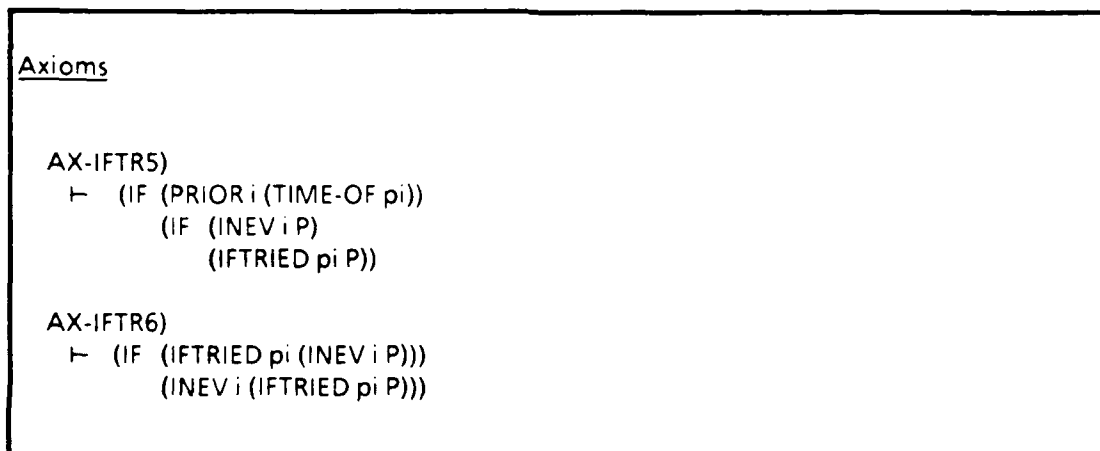 Axioms
AX-IFTR5)
⊢ (IF (PRIOR i (TIME-OF pi))
(IF (INEV i P)
(IFTRIED pi P))
AX-IFTR6)
⊢ (IF (IFTRIED pi (INEV i P)))
(INEV i (IFTRIED pi P)))